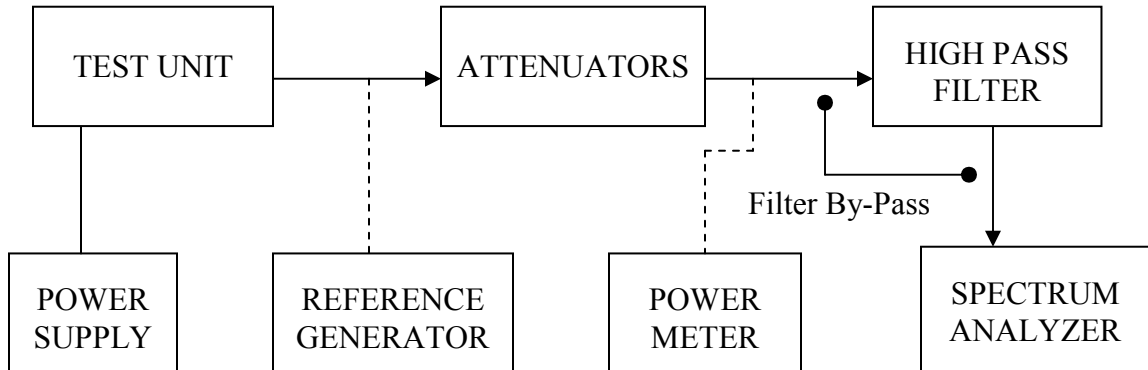 TEST UNIT
ATTENUATORS
HIGH PASS
FILTER
Filter By-Pass
POWER
SUPPLY
REFERENCE
GENERATOR
POWER
METER
SPECTRUM
ANALYZER